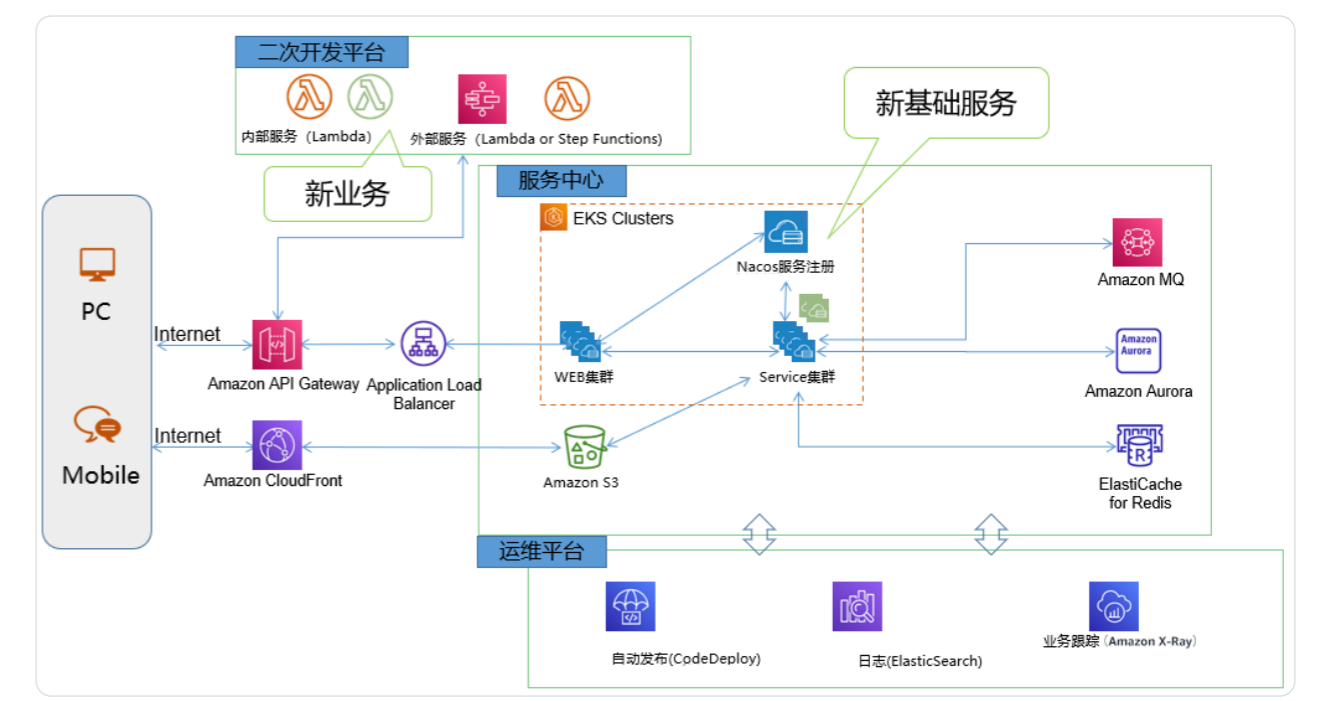 二次开发平台
内部服务（Lambda）
外部服务（Lambda or Step Functions)
新业务
新基础服务
服务中心
EKS Clusters
Nacos服务注册
Amazon MQ
PC
Internet
Amazon API Gateway
Application Load
Balancer
WEB集群
Service集群
Amazon
Aurora
Amazon Aurora
Mobile
Internet
Amazon CloudFront
Amazon S3
R
ElastiCache
for Redis
运维平台
自动发布(CodeDeploy)
日志(ElasticSearch)
业务跟踪（Amazon X-Ray）